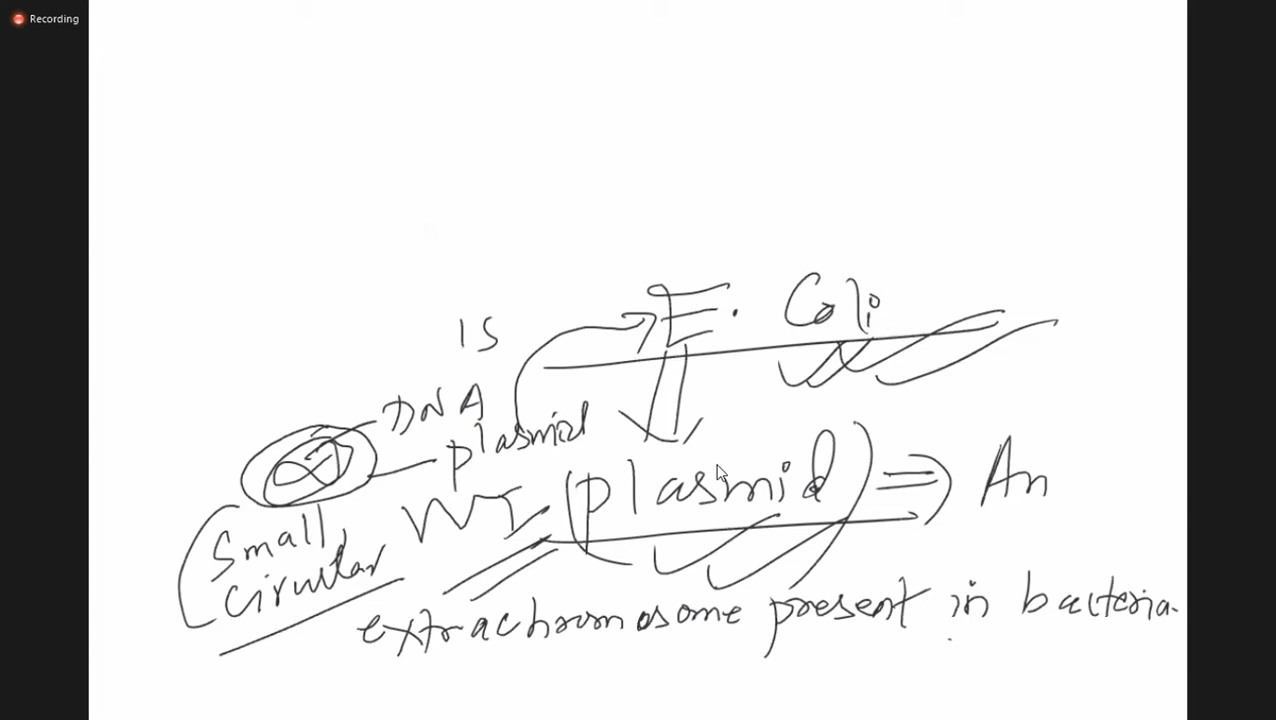 Recording
E. Coli
IS
DNA
plasmid
(plasmid) => An
Small,
circular
extrachromosome present in bacteria.